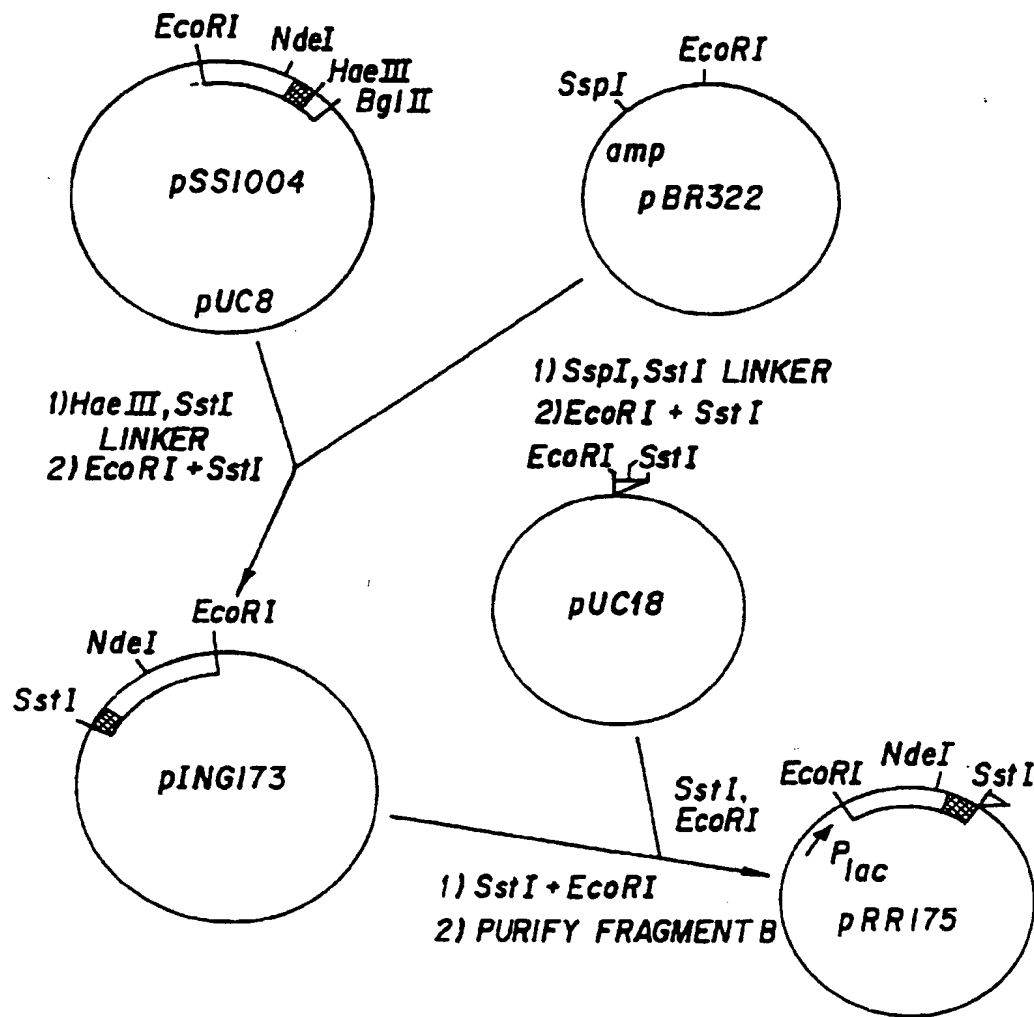 EcoRI
NdeI
HaeIII
BglII
pSS1004
pUC8
EcoRI
SspI
amp
pBR322
1)HaeIII,SstI
LINKER
2)EcoRI+SstI
1) SspI,SstI LINKER
2)EcoRI + SstI
EcoRI
SstI
pUC18
EcoRI
NdeI
SstI
pING173
SstI,
EcoRI
1) SstI+EcoRI
2) PURIFY FRAGMENT B
EcoRI
NdeI
SstI
Plac
pRR175